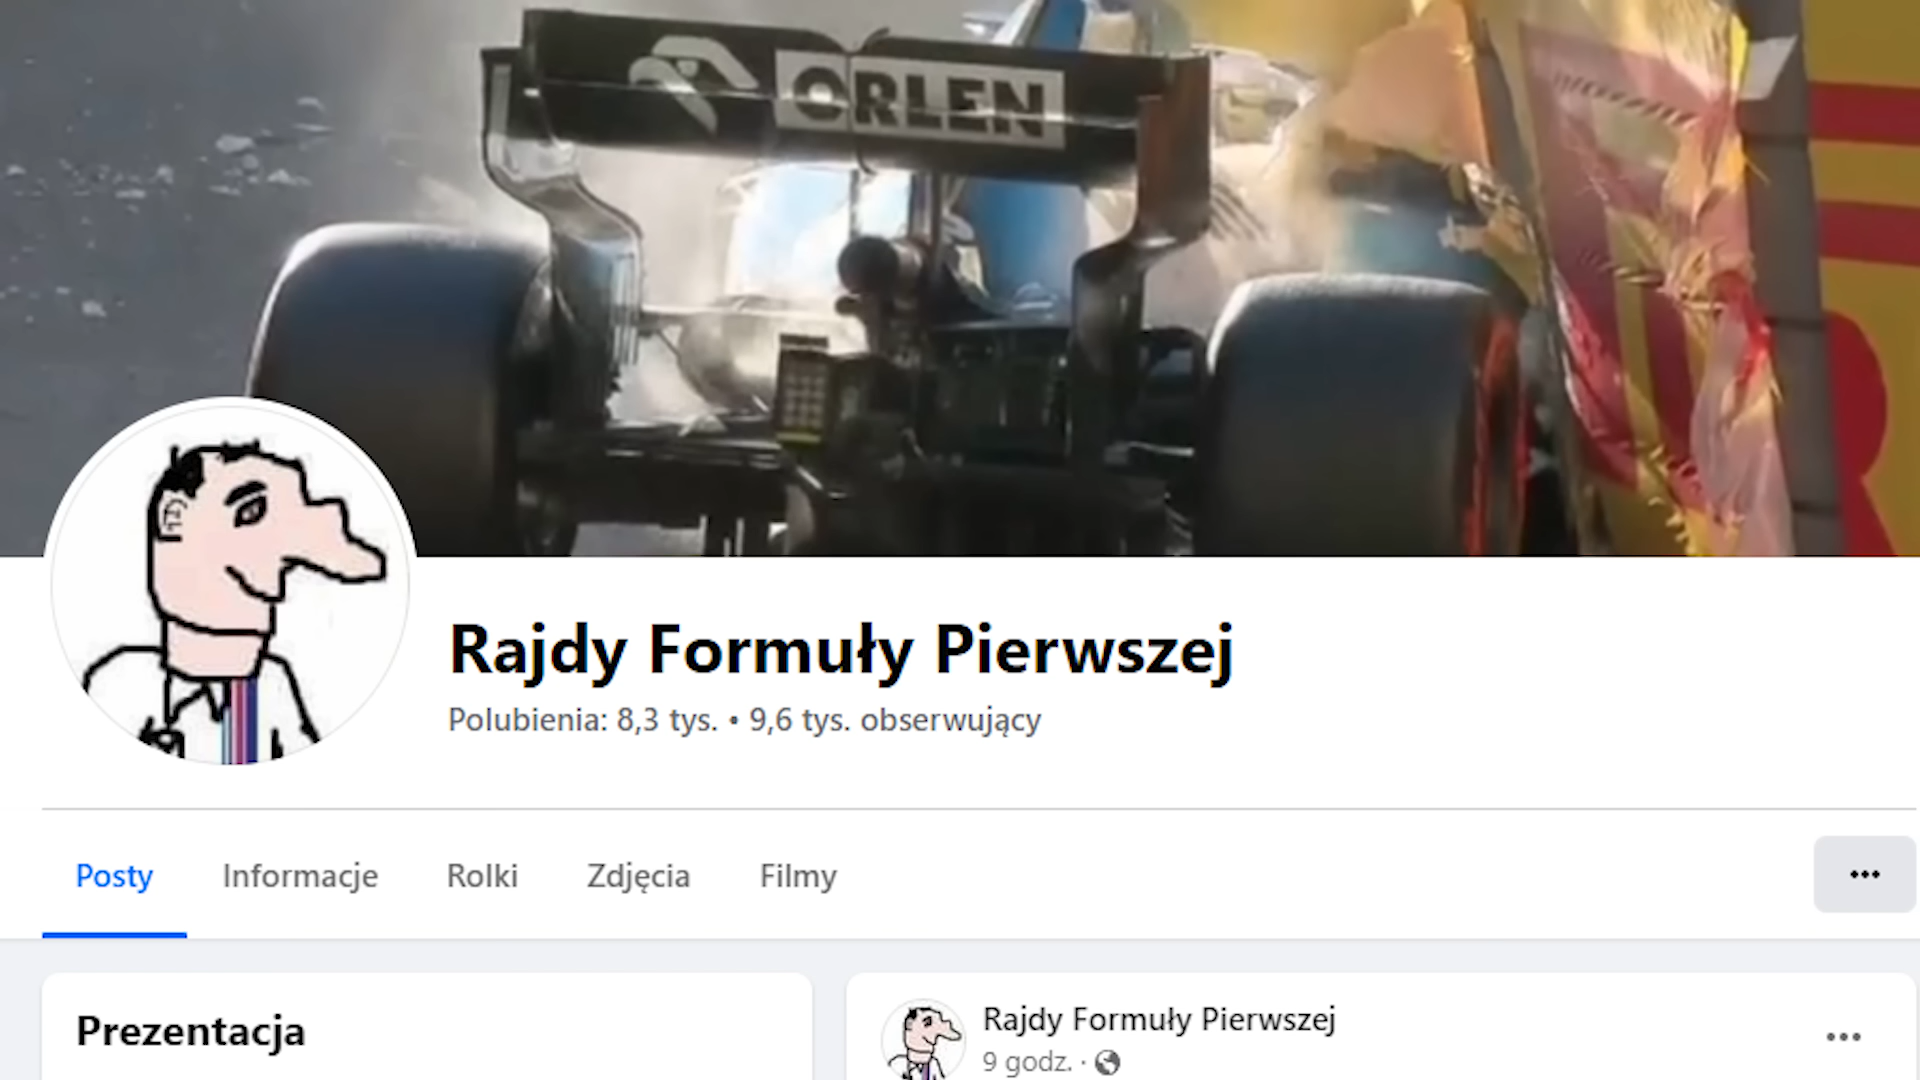 ORLEN
Rajdy Formuły Pierwszej
Polubienia: 8,3 tys. • 9,6 tys. obserwujący
Posty
Informacje
Rolki
Zdjęcia
Filmy
Prezentacja
Rajdy Formuły Pierwszej
9 godz. ·